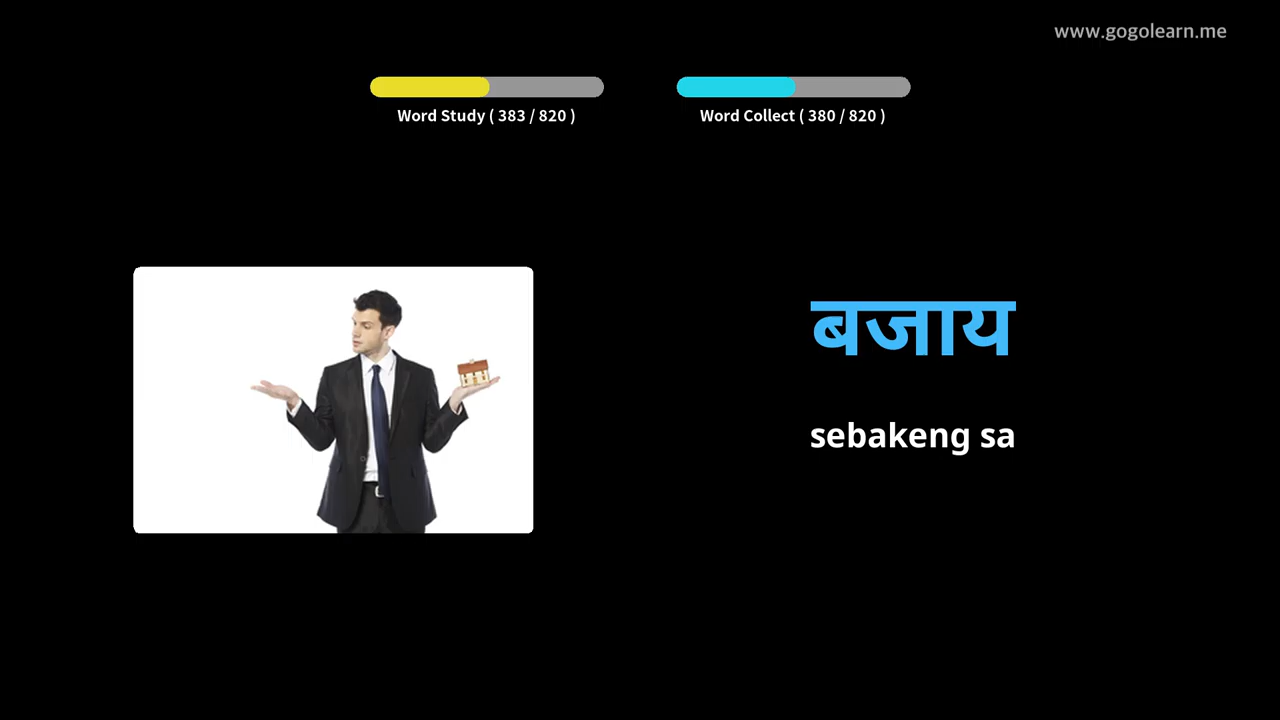 www.gogolearn.me
Word Study ( 383 / 820 )
Word Collect ( 380 / 820 )
बजाय
sebakeng sa